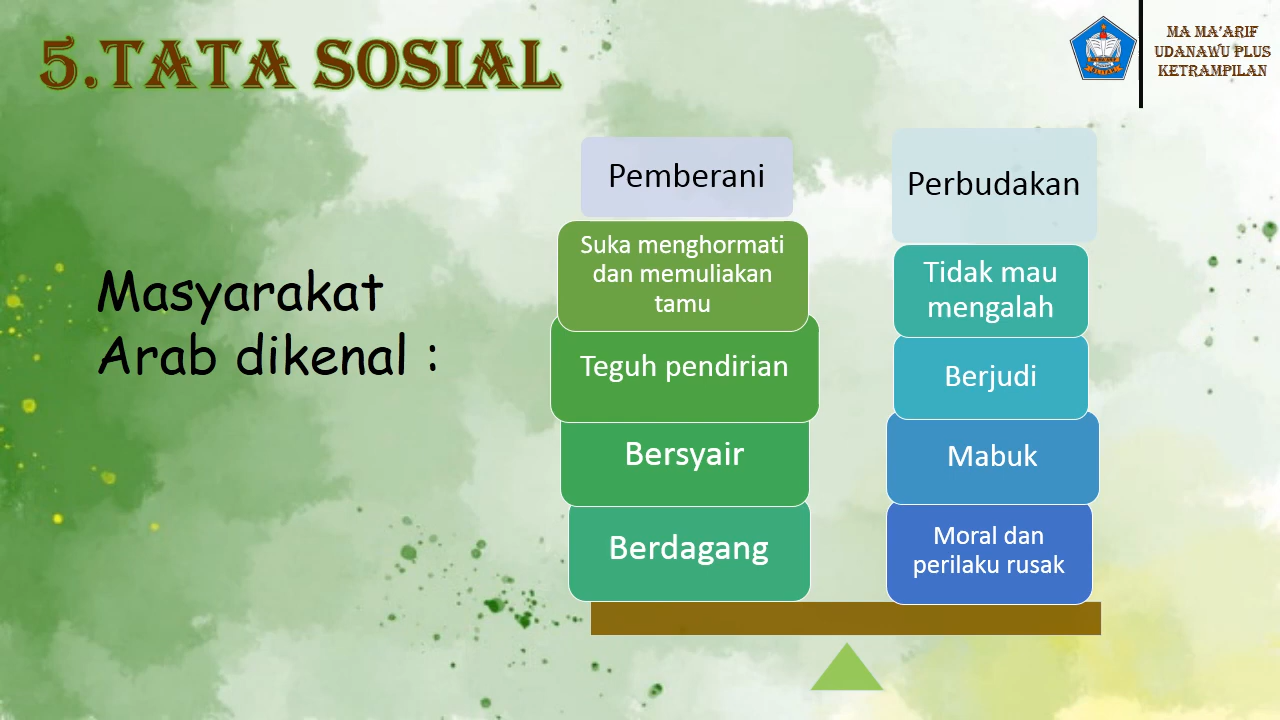 5.TATA SOSIAL
MA MA'ARIF
UDANAWU PLUS
KETRAMPILAN
Masyarakat
Arab dikenal :
Pemberani
Suka menghormati
dan memuliakan
tamu
Teguh pendirian
Bersyair
Berdagang
Perbudakan
Tidak mau
mengalah
Berjudi
Mabuk
Moral dan
perilaku rusak